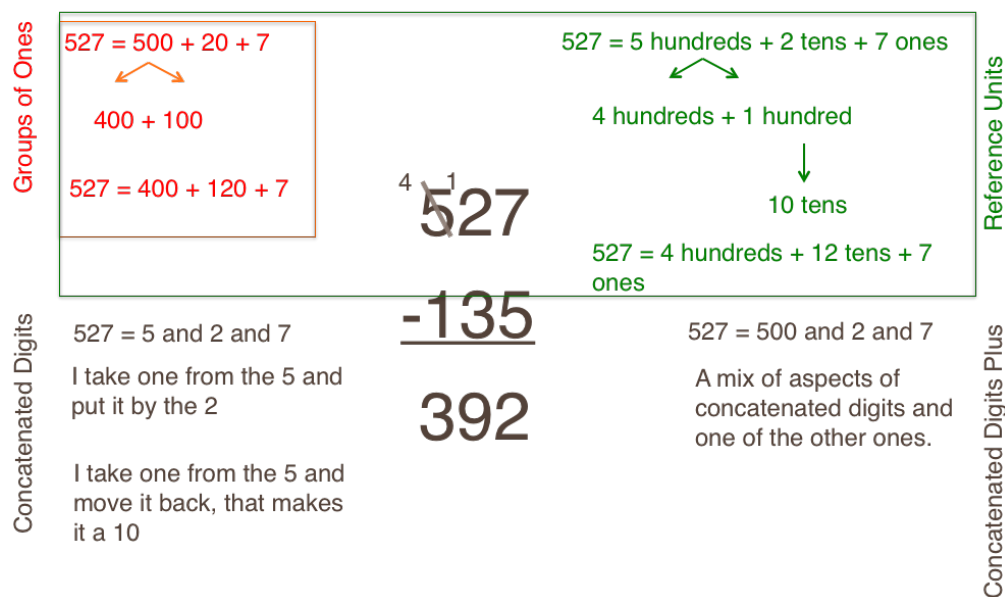 Groups of Ones
527 = 500 + 20 + 7
400 + 100
527 = 400 + 120 + 7
527 = 5 hundreds + 2 tens + 7 ones
4 hundreds + 1 hundred
10 tens
527 = 4 hundreds + 12 tens + 7
ones
Reference Units
4 1
527
-135
392
Concatenated Digits
527 = 5 and 2 and 7
I take one from the 5 and
put it by the 2
I take one from the 5 and
move it back, that makes
it a 10
527 = 500 and 2 and 7
A mix of aspects of
concatenated digits and
one of the other ones.
Concatenated Digits Plus